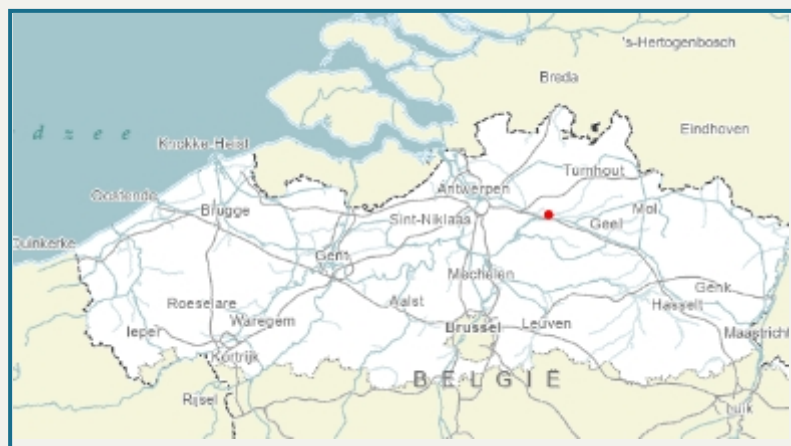 's-Hertogenbosch
Breda
d z e e
Eindhoven
Knokke-Heist
Turnhout
Antwerpen
Oostende
Mol
Brugge
Sint-Niklaas
Geel
Duinkerke
Gent
Mechelen
Genk
Roeselare
Aalst
Hasselt
Waregem
Brussel
Leuven
Ieper
Maastricht
Kortrijk
BELGIË
Rijsel
Luik